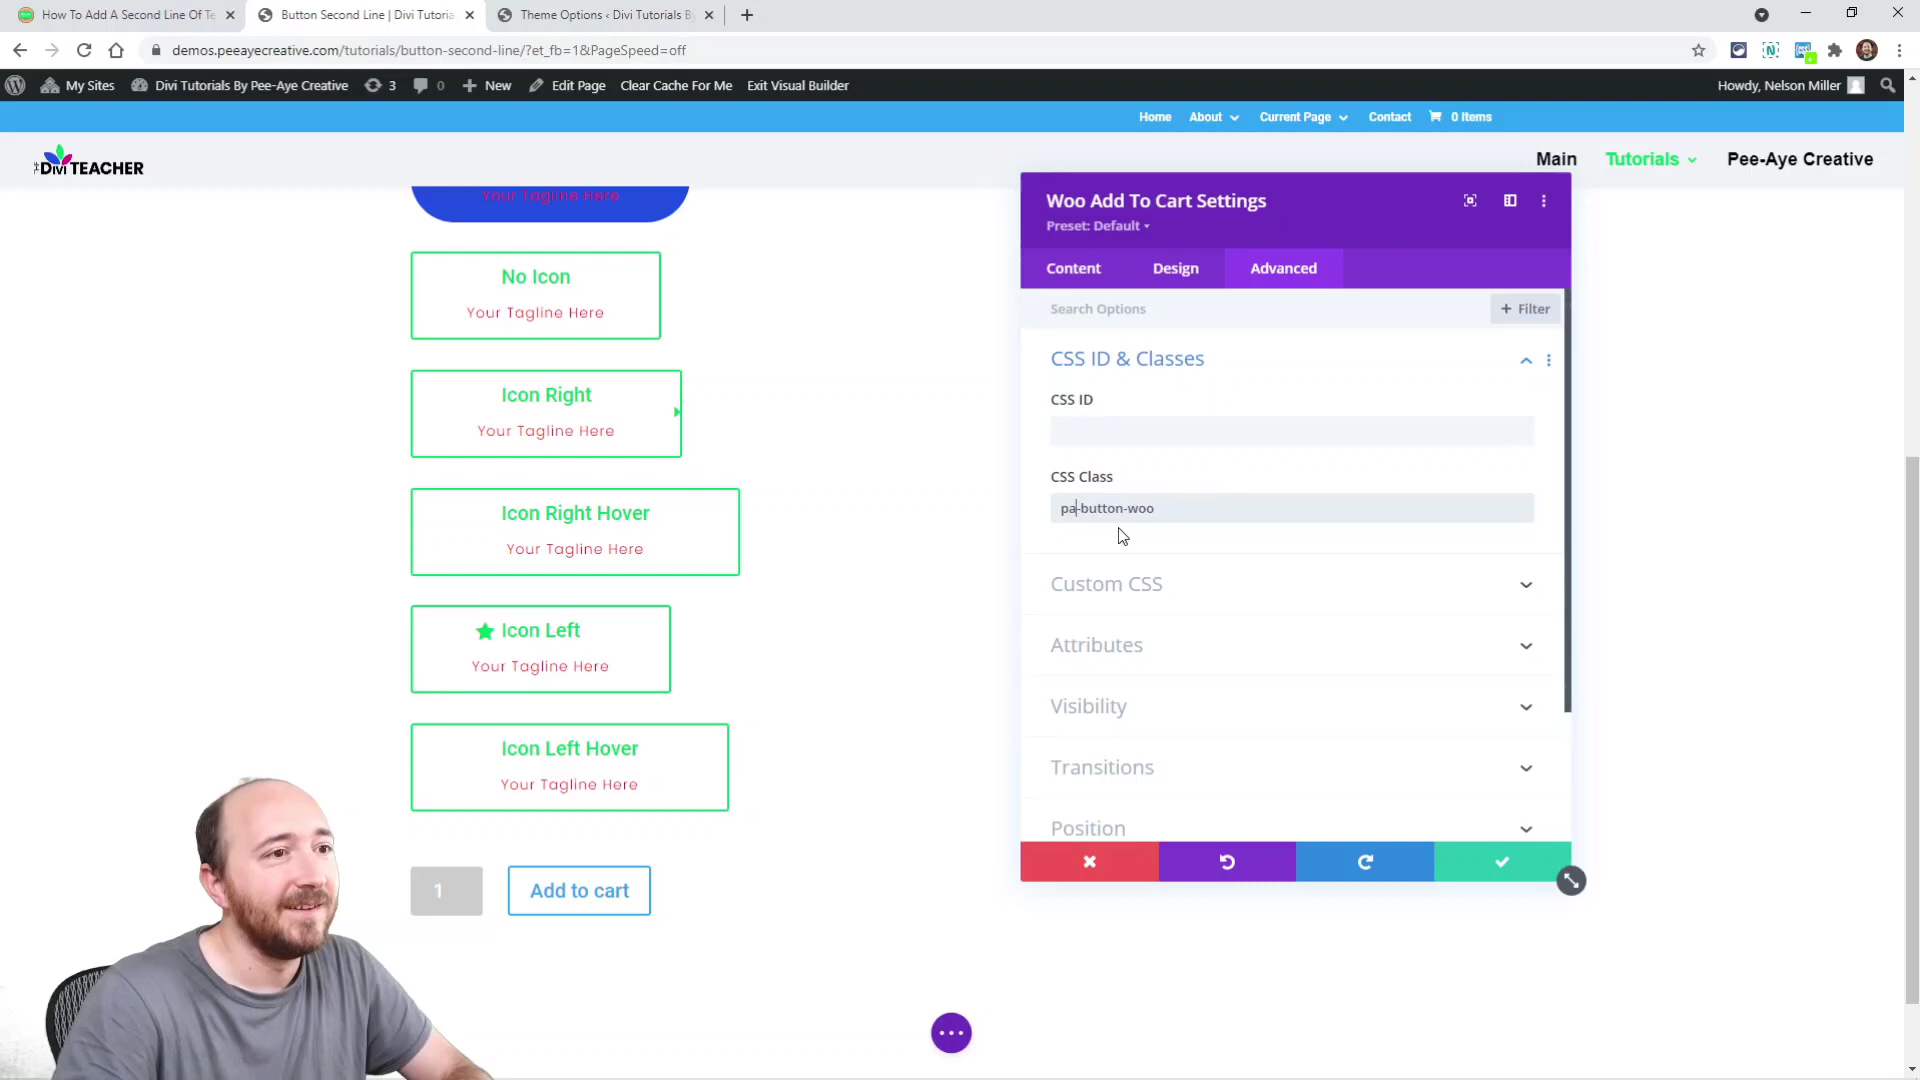 How To Add A Second Line Of Te
Button Second Line | Divi Tutoria
Theme Options ‹ Divi Tutorials B
demos.peeayecreative.com/tutorials/button-second-line/?et_fb=1&PageSpeed=off
My Sites
Divi Tutorials By Pee-Aye Creative
3
0
New
Edit Page
Clear Cache For Me
Exit Visual Builder
Howdy, Nelson Miller
Home
About
Current Page
Contact
0 Items
DIVI TEACHER
Main
Tutorials
Pee-Aye Creative
Your Tagline Here
No Icon
Your Tagline Here
Icon Right
Your Tagline Here
Icon Right Hover
Your Tagline Here
Icon Left
Your Tagline Here
Icon Left Hover
Your Tagline Here
1
Add to cart
Woo Add To Cart Settings
Preset: Default
Content
Design
Advanced
Search Options
+ Filter
CSS ID & Classes
CSS ID
CSS Class
pa-button-woo
Custom CSS
Attributes
Visibility
Transitions
Position